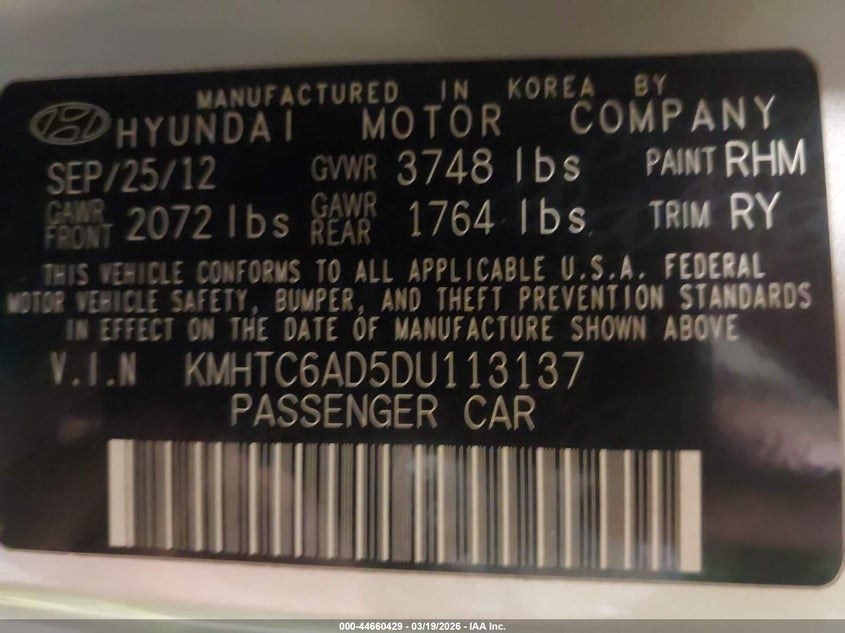 MANUFACTURED IN KOREA BY
HYUNDAI MOTOR COMPANY
SEP/25/12 GVWR 3748 lbs PAINT RHM
GAWR FRONT 2072 lbs GAWR REAR 1764 lbs TRIM RY
THIS VEHICLE CONFORMS TO ALL APPLICABLE U.S.A. FEDERAL
MOTOR VEHICLE SAFETY, BUMPER, AND THEFT PREVENTION STANDARDS
IN EFFECT ON THE DATE OF MANUFACTURE SHOWN ABOVE
V.I.N KMHTC6AD5DU113137
PASSENGER CAR
000-44660429 - 03/19/2026 - IAA Inc.